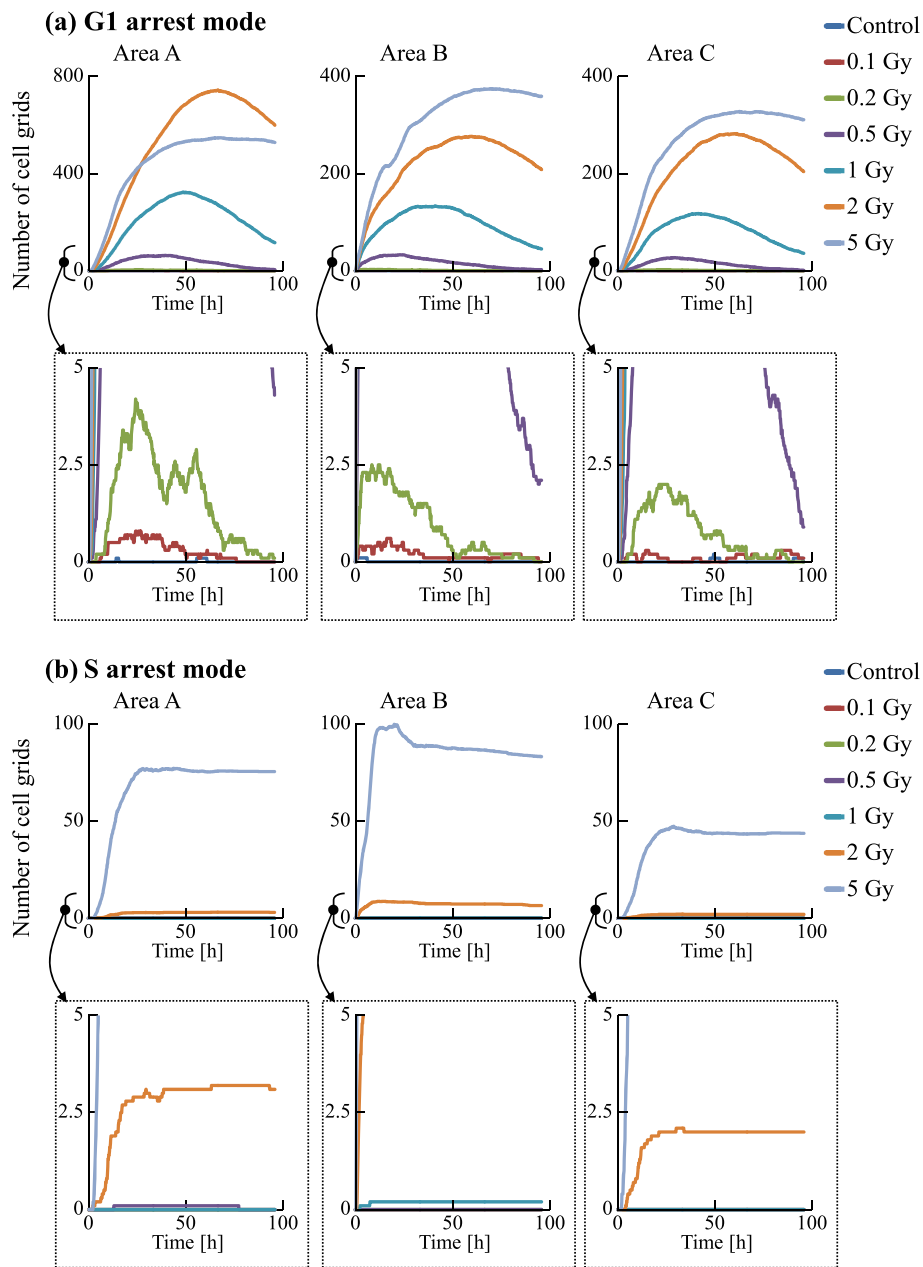 (a) G1 arrest mode
Area A
Area B
Area C
Control
0.1 Gy
0.2 Gy
0.5 Gy
1 Gy
2 Gy
5 Gy
Number of cell grids
800
400
0
0
50
100
Time [h]
400
200
0
0
50
100
Time [h]
400
200
0
0
50
100
Time [h]
5
2.5
0
0
50
100
Time [h]
5
2.5
0
0
50
100
Time [h]
5
2.5
0
0
50
100
Time [h]
(b) S arrest mode
Area A
Area B
Area C
Control
0.1 Gy
0.2 Gy
0.5 Gy
1 Gy
2 Gy
5 Gy
Number of cell grids
100
50
0
0
50
100
Time [h]
100
50
0
0
50
100
Time [h]
100
50
0
0
50
100
Time [h]
5
2.5
0
0
50
100
Time [h]
5
2.5
0
0
50
100
Time [h]
5
2.5
0
0
50
100
Time [h]